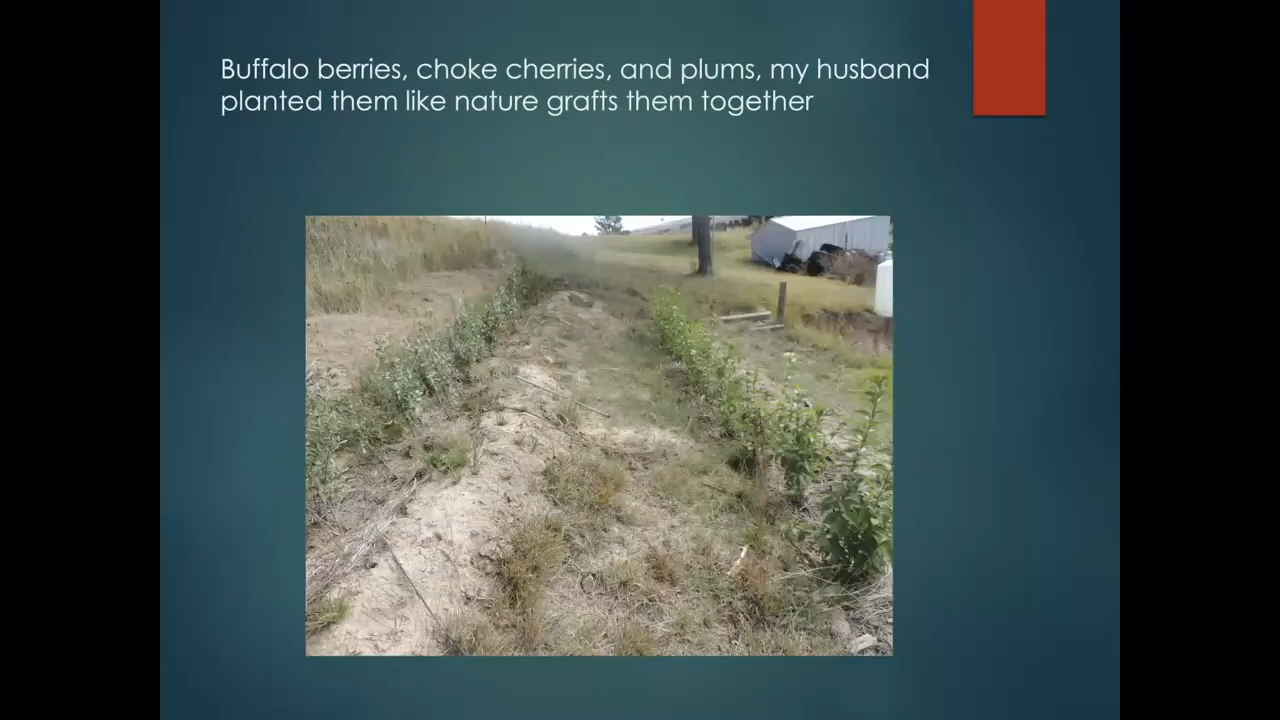 Buffalo berries, choke cherries, and plums, my husband
planted them like nature grafts them together